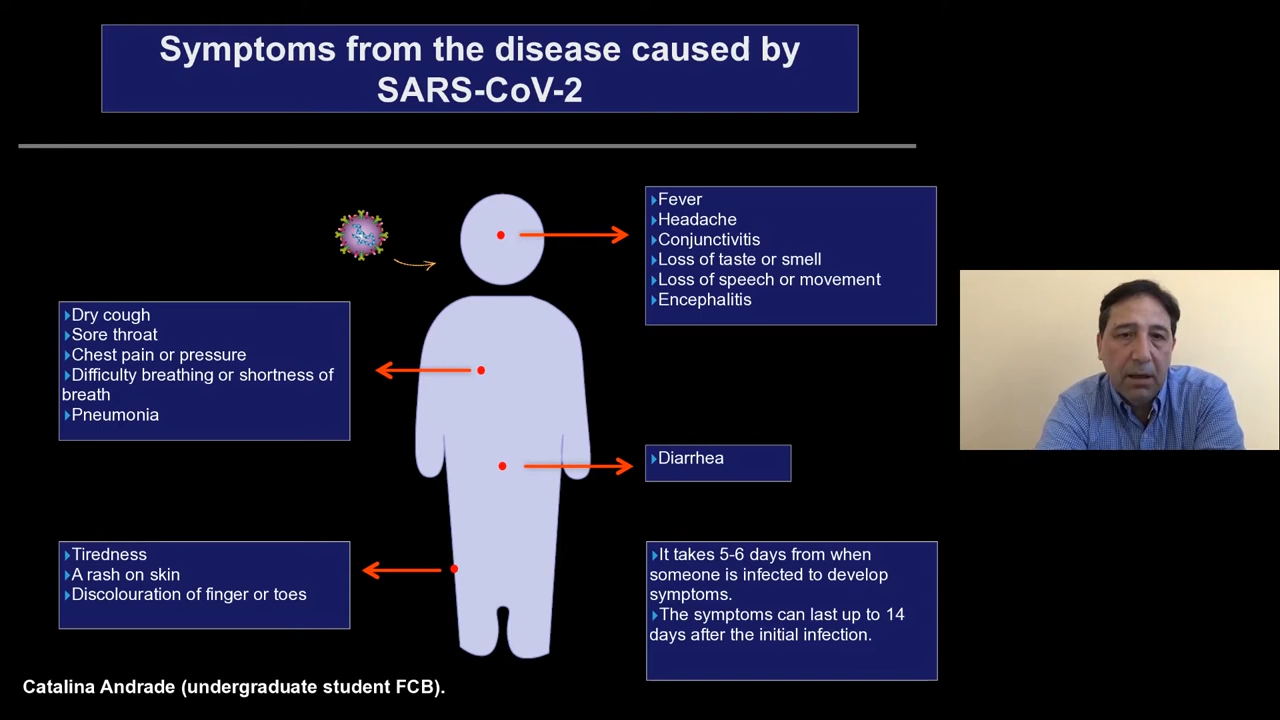 Symptoms from the disease caused by
SARS-CoV-2
Fever
Headache
Conjunctivitis
Loss of taste or smell
Loss of speech or movement
Encephalitis
Dry cough
Sore throat
Chest pain or pressure
Difficulty breathing or shortness of
breath
Pneumonia
Diarrhea
Tiredness
A rash on skin
Discolouration of finger or toes
It takes 5-6 days from when
someone is infected to develop
symptoms.
The symptoms can last up to 14
days after the initial infection.
Catalina Andrade (undergraduate student FCB).